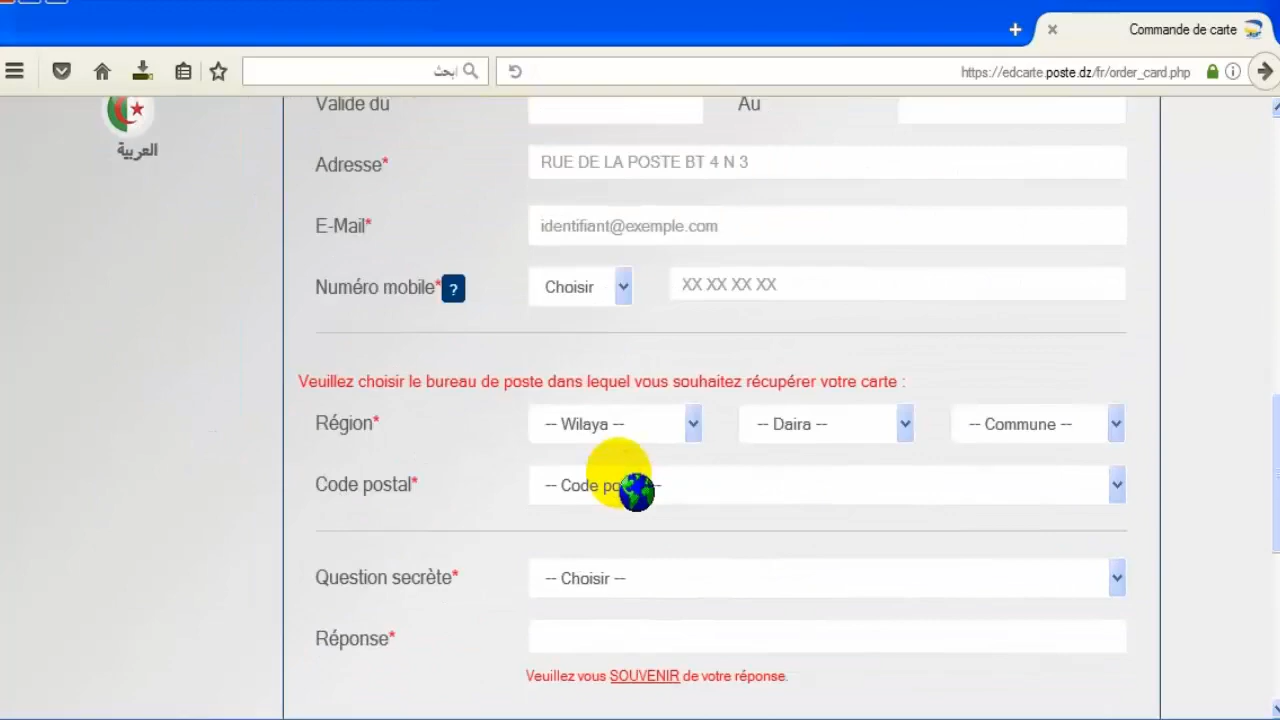 Commande de carte
ابحث
https://edcarte.poste.dz/fr/order_card.php
العربية
Valide du Au
Adresse* RUE DE LA POSTE BT 4 N 3
E-Mail* identifiant@exemple.com
Numéro mobile* ? Choisir XX XX XX XX
Veuillez choisir le bureau de poste dans lequel vous souhaitez récupérer votre carte :
Région* -- Wilaya -- -- Daira -- -- Commune --
Code postal* -- Code --
Question secrète* -- Choisir --
Réponse*
Veuillez vous SOUVENIR de votre réponse.